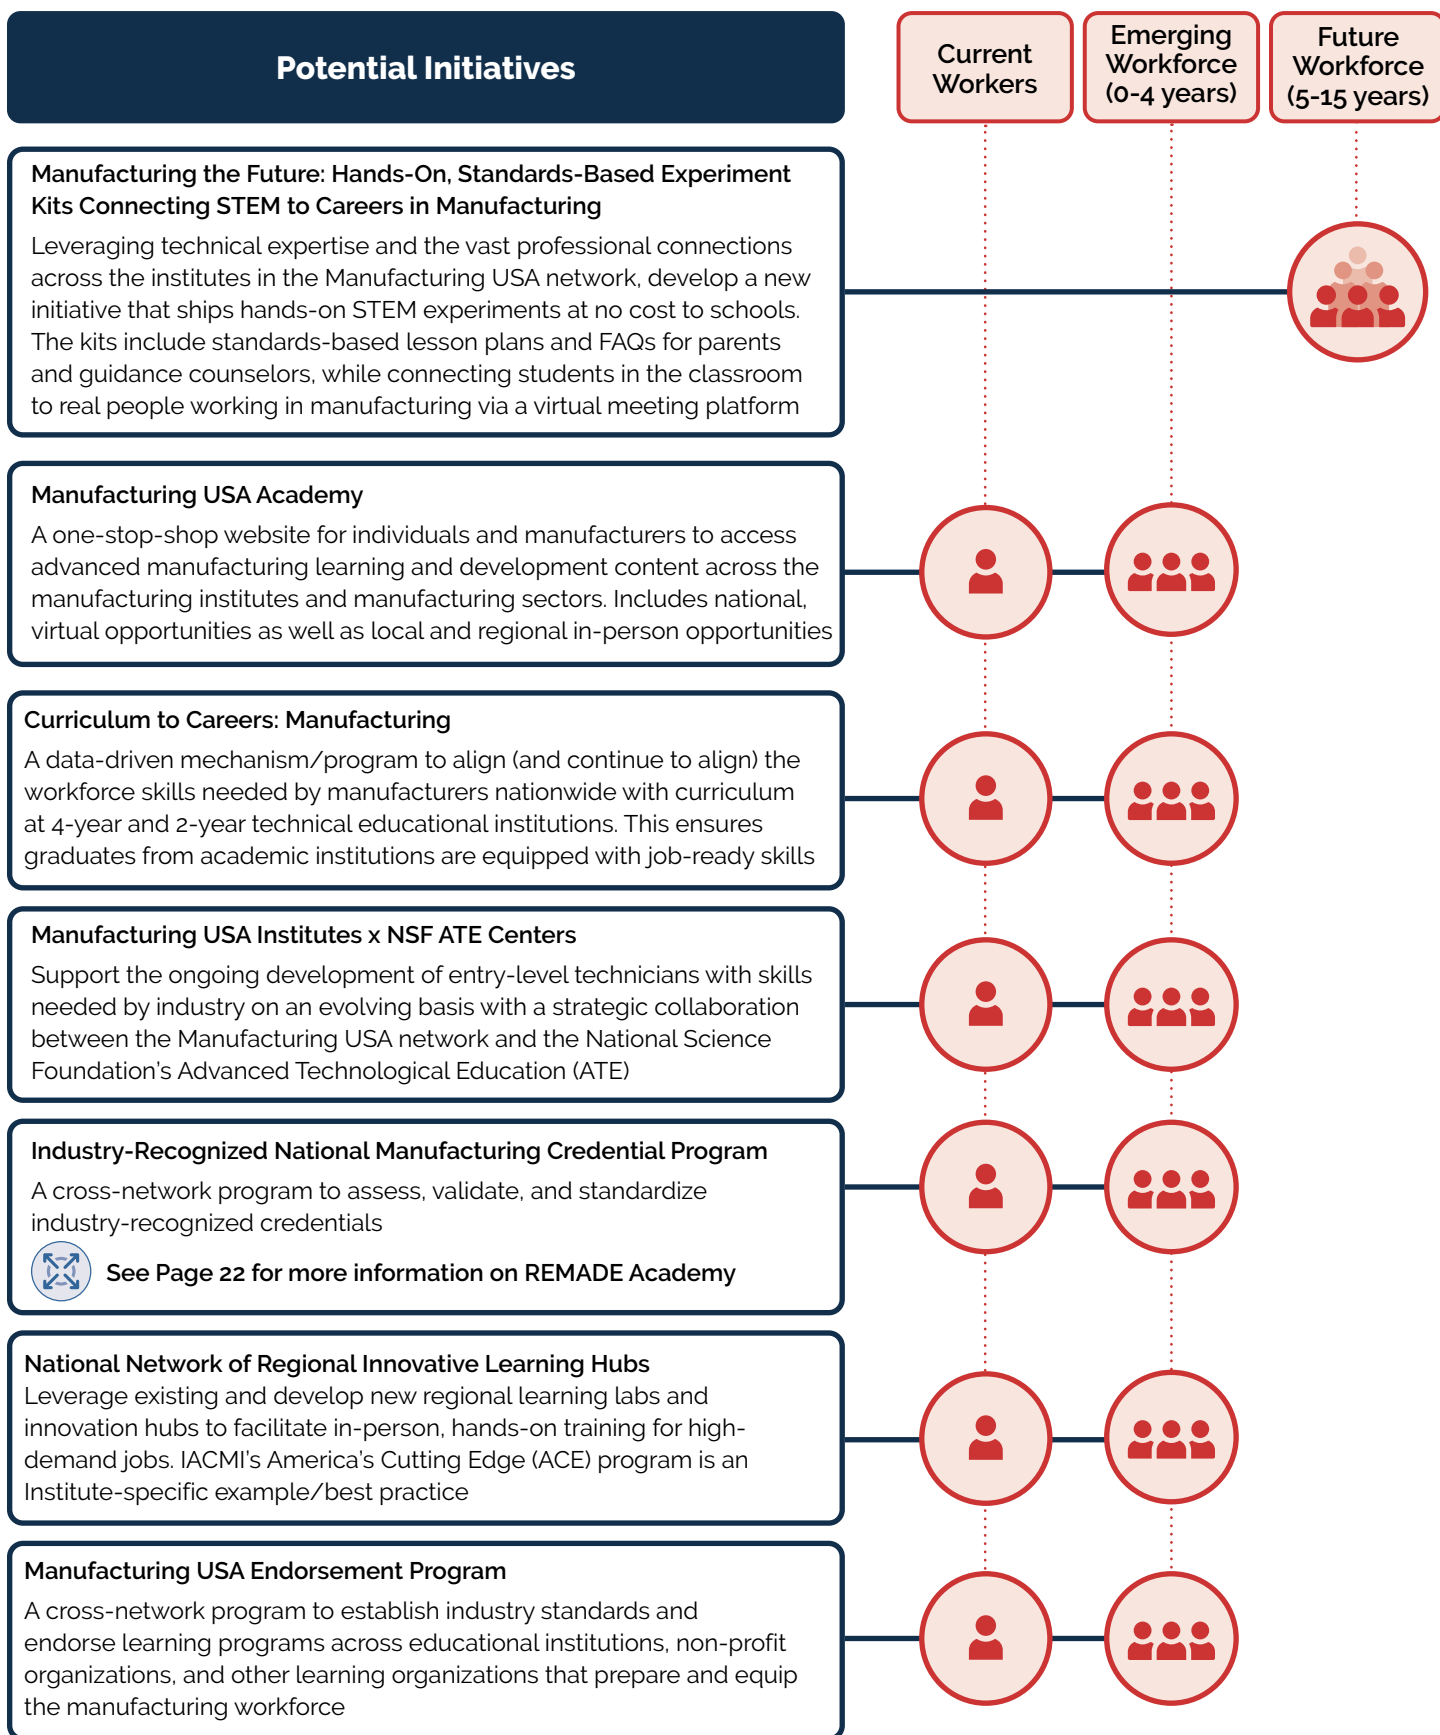 Potential Initiatives
Current
Workers
Emerging
Workforce
(0-4 years)
Future
Workforce
(5-15 years)
Manufacturing the Future: Hands-On, Standards-Based Experiment
Kits Connecting STEM to Careers in Manufacturing
Leveraging technical expertise and the vast professional connections
across the institutes in the Manufacturing USA network, develop a new
initiative that ships hands-on STEM experiments at no cost to schools.
The kits include standards-based lesson plans and FAQs for parents
and guidance counselors, while connecting students in the classroom
to real people working in manufacturing via a virtual meeting platform
Manufacturing USA Academy
A one-stop-shop website for individuals and manufacturers to access
advanced manufacturing learning and development content across the
manufacturing institutes and manufacturing sectors. Includes national,
virtual opportunities as well as local and regional in-person opportunities
Curriculum to Careers: Manufacturing
A data-driven mechanism/program to align (and continue to align) the
workforce skills needed by manufacturers nationwide with curriculum
at 4-year and 2-year technical educational institutions. This ensures
graduates from academic institutions are equipped with job-ready skills
Manufacturing USA Institutes x NSF ATE Centers
Support the ongoing development of entry-level technicians with skills
needed by industry on an evolving basis with a strategic collaboration
between the Manufacturing USA network and the National Science
Foundation's Advanced Technological Education (ATE)
Industry-Recognized National Manufacturing Credential Program
A cross-network program to assess, validate, and standardize
industry-recognized credentials
See Page 22 for more information on REMADE Academy
National Network of Regional Innovative Learning Hubs
Leverage existing and develop new regional learning labs and
innovation hubs to facilitate in-person, hands-on training for high-
demand jobs. IACMI's America's Cutting Edge (ACE) program is an
Institute-specific example/best practice
Manufacturing USA Endorsement Program
A cross-network program to establish industry standards and
endorse learning programs across educational institutions, non-profit
organizations, and other learning organizations that prepare and equip
the manufacturing workforce